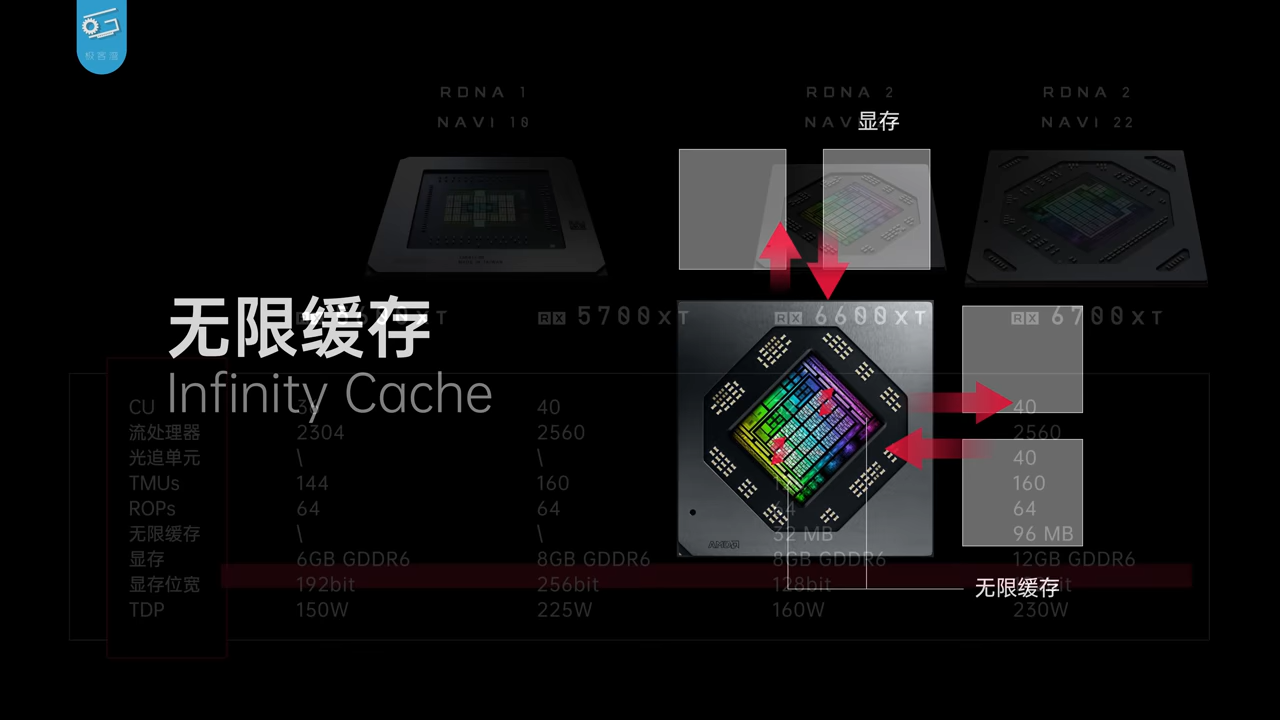 极客湾
RDNA 1
RDNA 2
RDNA 2
NAVI 10
显存
NAVI 22
无限缓存
RX 5700XT
RX 6600XT
RX 6700XT
Infinity Cache
CU 40 40
流处理器 2304 2560 2560
光追单元 \ \ 40
TMUs 144 160 160
ROPs 64 64 64
无限缓存 \ \ 32 MB 96 MB
显存 6GB GDDR6 8GB GDDR6 8GB GDDR6 12GB GDDR6
显存位宽 192bit 256bit 128bit
无限缓存
TDP 150W 225W 160W 230W